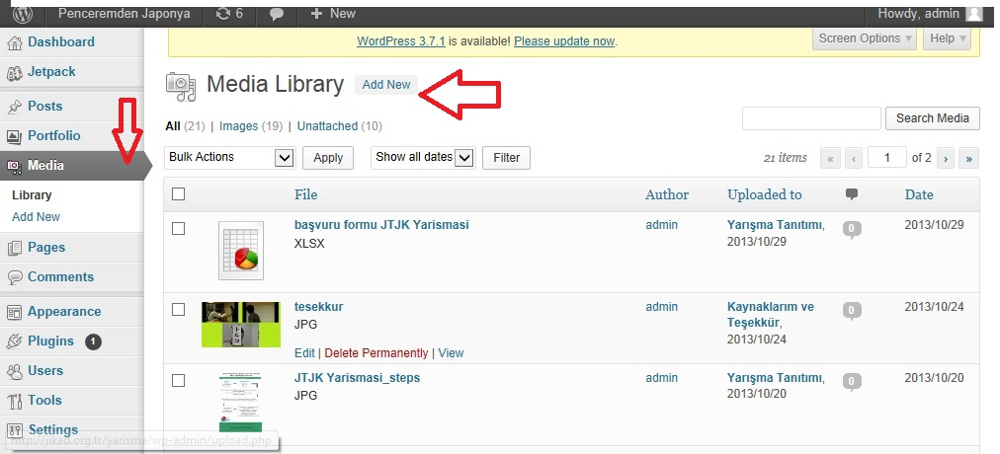 Penceremden Japonya 6 + New Howdy, admin
WordPress 3.7.1 is available! Please update now.
Screen Options Help
Dashboard
Jetpack
Posts
Portfolio
Media
Library
Add New
Pages
Comments
Appearance
Plugins 1
Users
Tools
Settings
http://jikad.org.tr/yarisma/wp-admin/upload.php
Media Library Add New
All (21) | Images (19) | Unattached (10)
Search Media
Bulk Actions Apply Show all dates Filter 21 items « ‹ 1 of 2 › »
File Author Uploaded to Date
başvuru formu JTJK Yarismasi admin Yarışma Tanıtımı, 0 2013/10/29
XLSX 2013/10/29
tesekkur admin Kaynaklarım ve 0 2013/10/24
JPG Teşekkür,
2013/10/24
Edit | Delete Permanently | View
JTJK Yarismasi_steps admin Yarışma Tanıtımı, 0 2013/10/20
JPG 2013/10/20